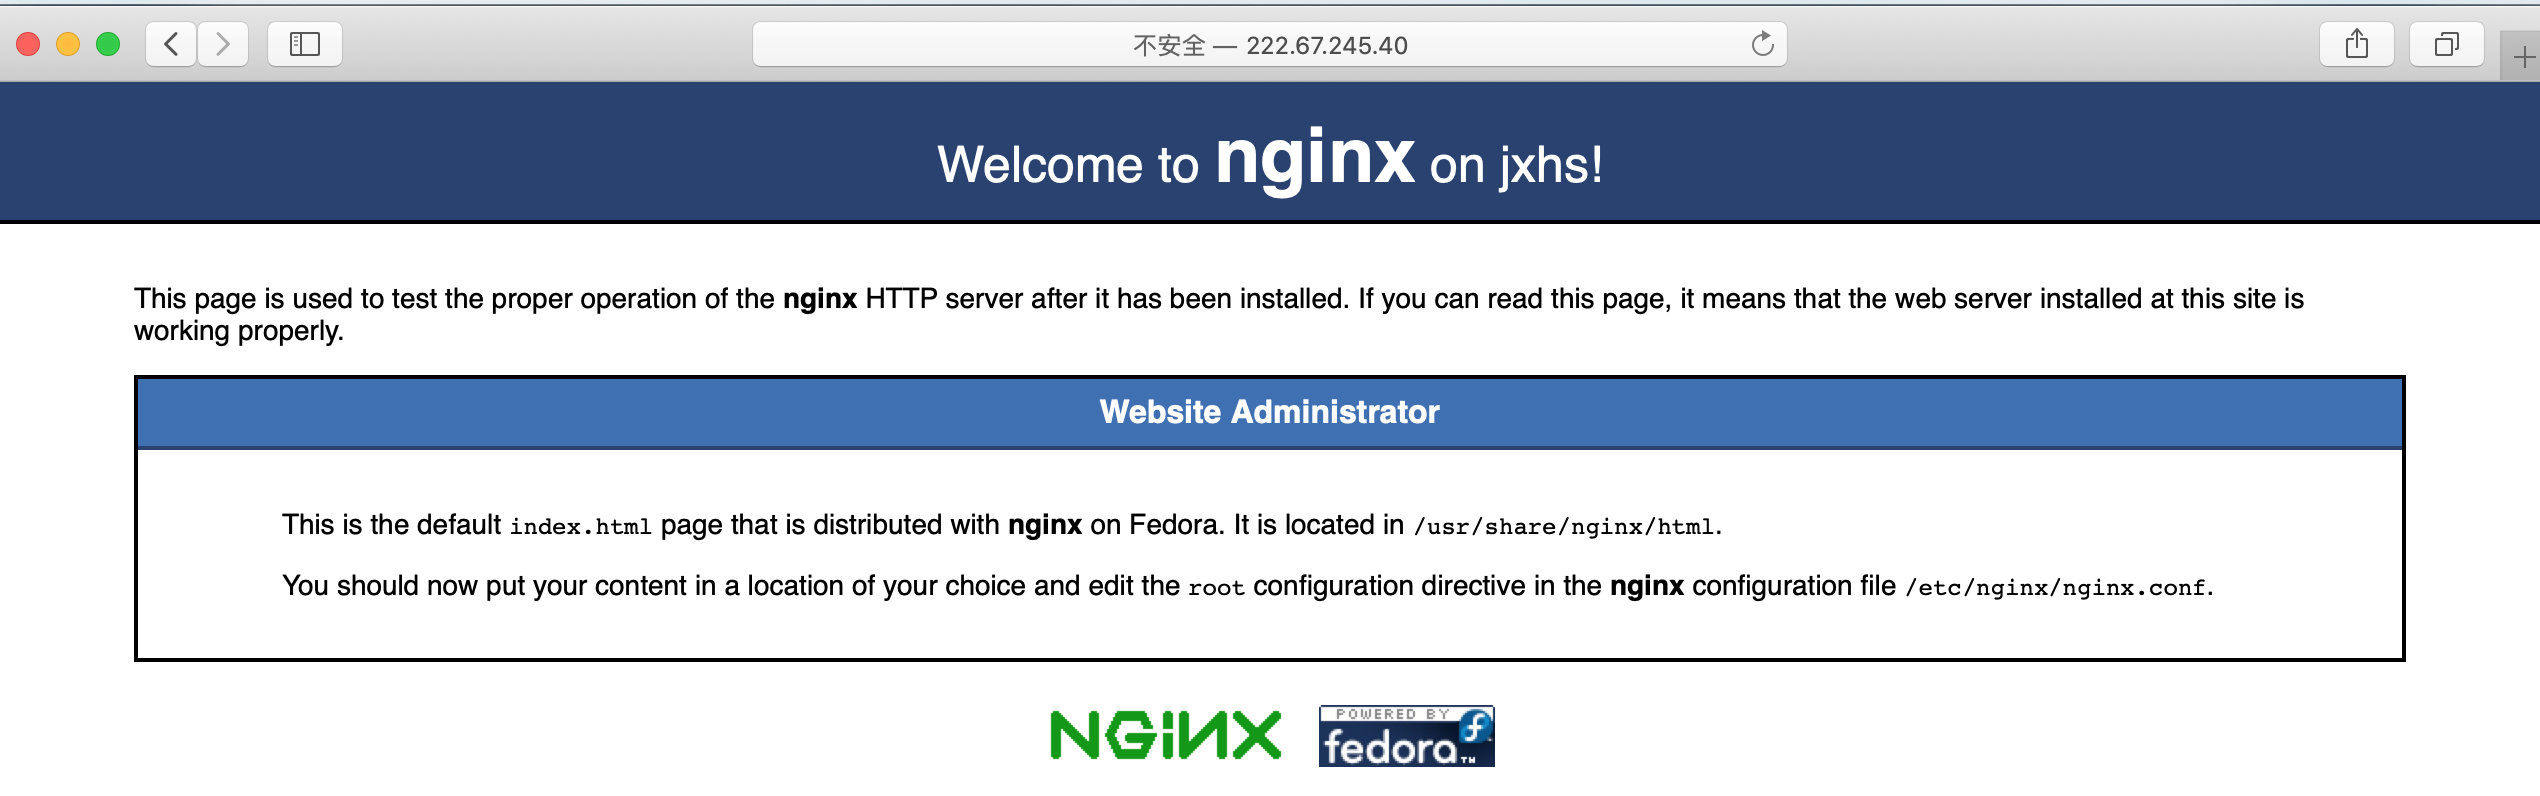 不安全 — 222.67.245.40
Welcome to nginx on jxhs!
This page is used to test the proper operation of the nginx HTTP server after it has been installed. If you can read this page, it means that the web server installed at this site is
working properly.
Website Administrator
This is the default index.html page that is distributed with nginx on Fedora. It is located in /usr/share/nginx/html.
You should now put your content in a location of your choice and edit the root configuration directive in the nginx configuration file /etc/nginx/nginx.conf.
NGINX
POWERED BY
fedora™